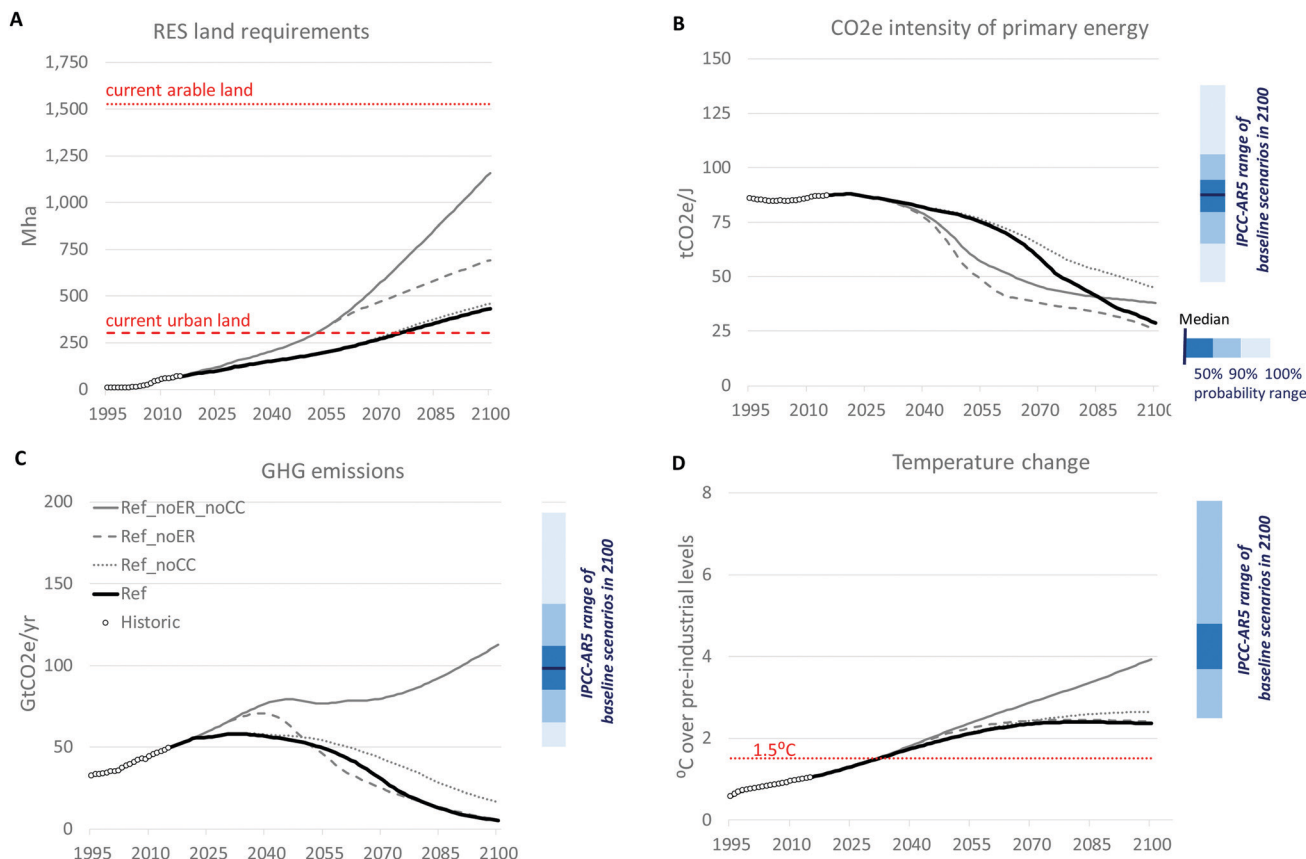 A
RES land requirements
1,750
1,500
1,250
1,000
750
500
250
0
Mha
current arable land
current urban land
1995 2010 2025 2040 2055 2070 2085 2100
B
CO2e intensity of primary energy
150
125
100
75
50
25
0
tCO2e/J
1995 2010 2025 2040 2055 2070 2085 2100
IPCC-AR5 range of
baseline scenarios in 2100
Median
50% 90% 100%
probability range
C
GHG emissions
200
150
100
50
0
GtCO2e/yr
Ref_noER_noCC
Ref_noER
Ref_noCC
Ref
Historic
1995 2010 2025 2040 2055 2070 2085 2100
IPCC-AR5 range of
baseline scenarios in 2100
D
Temperature change
8
6
4
2
0
ºC over pre-industrial levels
1.5ºC
1995 2010 2025 2040 2055 2070 2085 2100
IPCC-AR5 range of
baseline scenarios in 2100